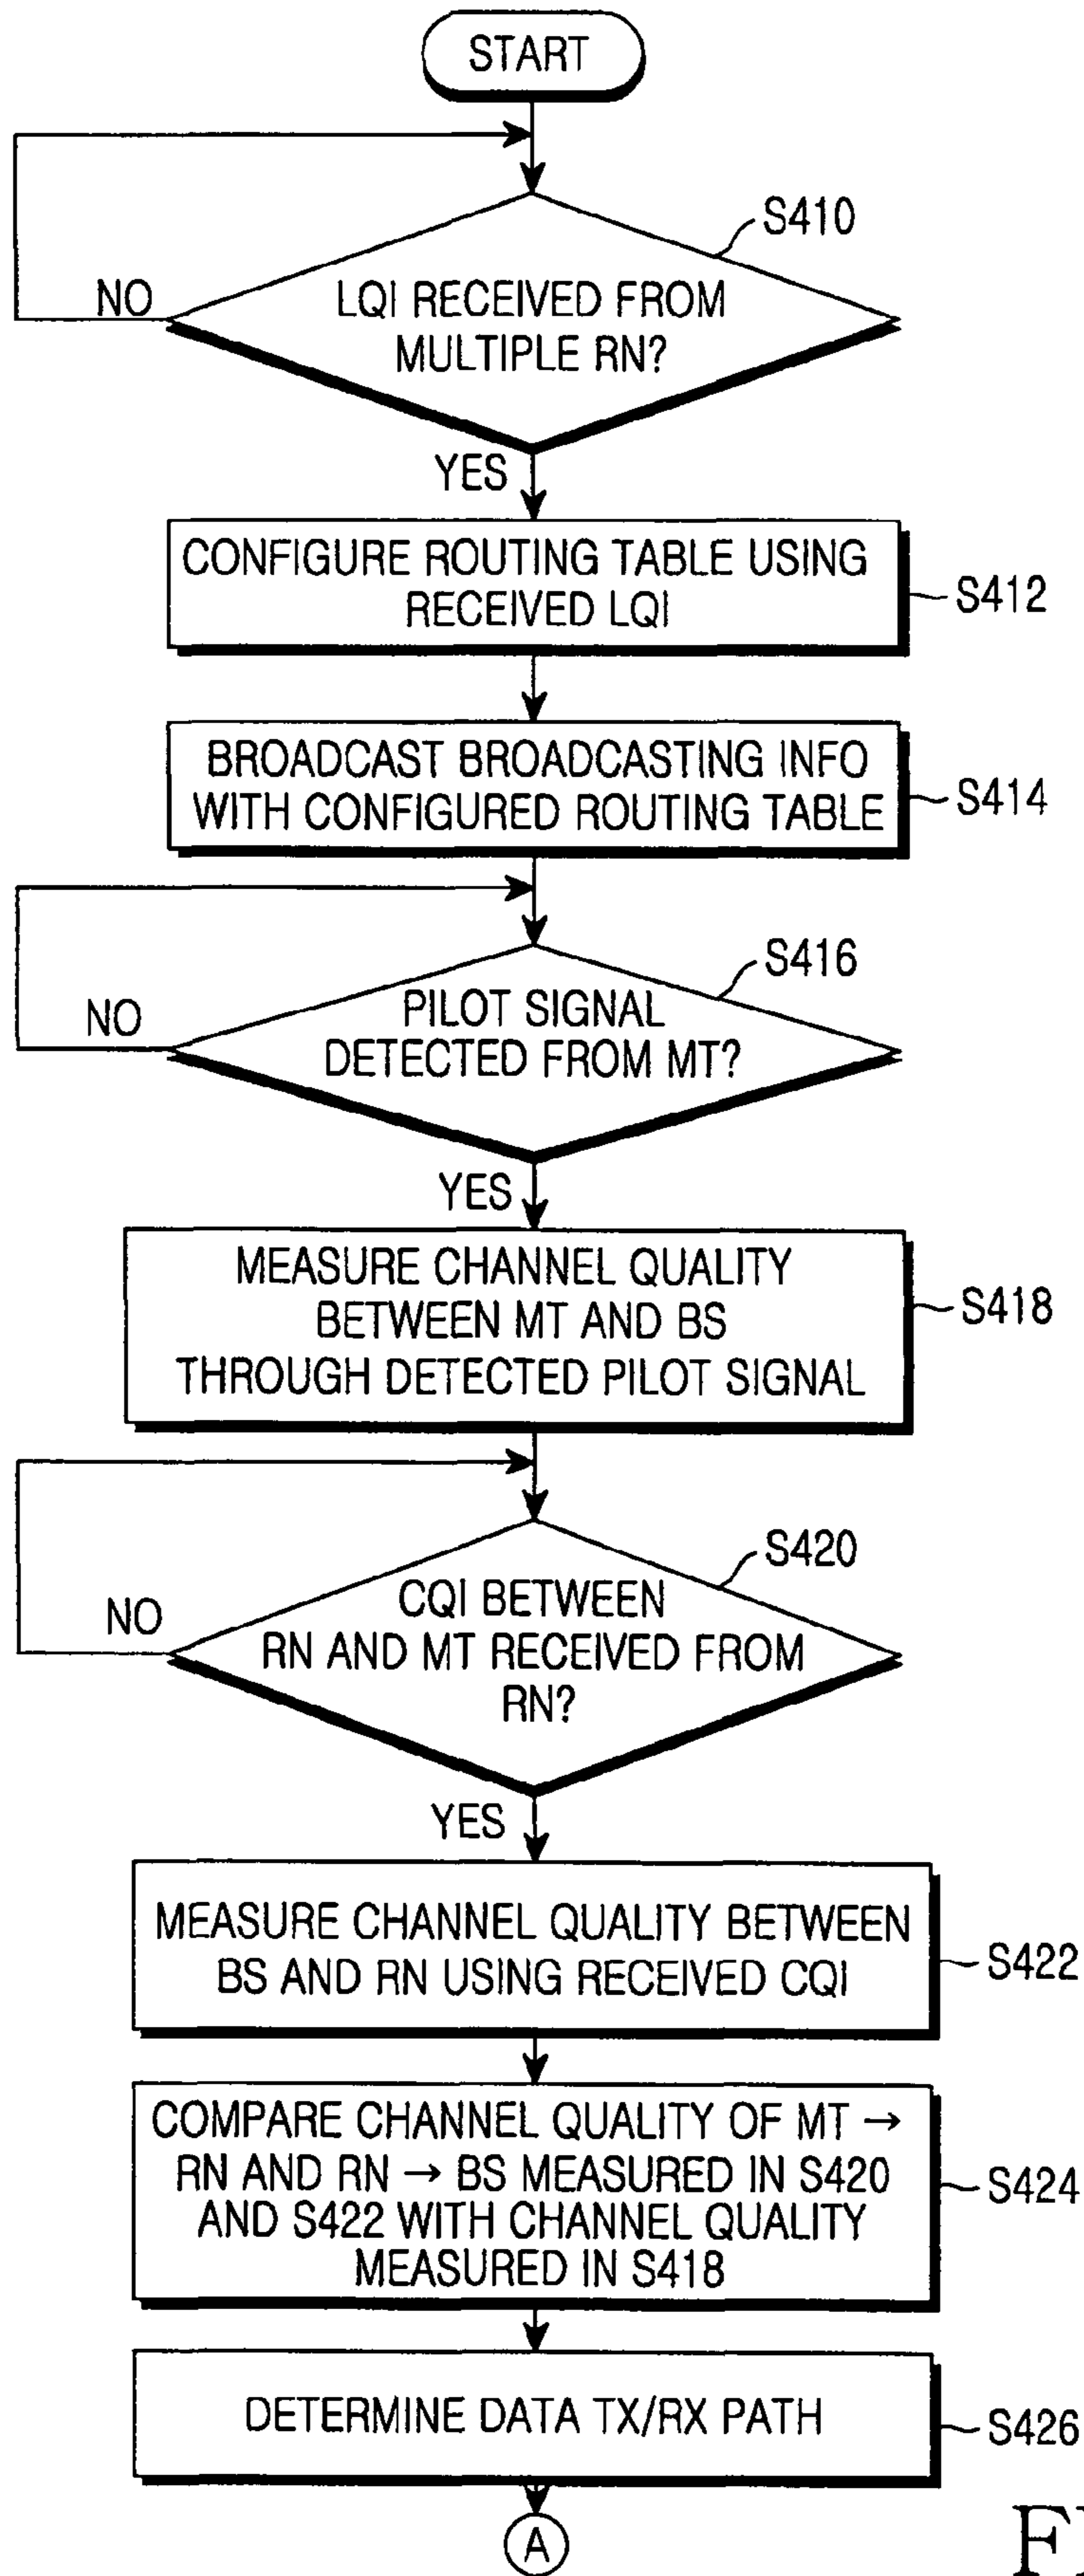 START
S410
NO
LQI RECEIVED FROM
MULTIPLE RN?
YES
CONFIGURE ROUTING TABLE USING
RECEIVED LQI
S412
BROADCAST BROADCASTING INFO
WITH CONFIGURED ROUTING TABLE
S414
S416
NO
PILOT SIGNAL
DETECTED FROM MT?
YES
MEASURE CHANNEL QUALITY
BETWEEN MT AND BS
THROUGH DETECTED PILOT SIGNAL
S418
S420
NO
CQI BETWEEN
RN AND MT RECEIVED FROM
RN?
YES
MEASURE CHANNEL QUALITY BETWEEN
BS AND RN USING RECEIVED CQI
S422
COMPARE CHANNEL QUALITY OF MT →
RN AND RN → BS MEASURED IN S420
AND S422 WITH CHANNEL QUALITY
MEASURED IN S418
S424
DETERMINE DATA TX/RX PATH
S426
A